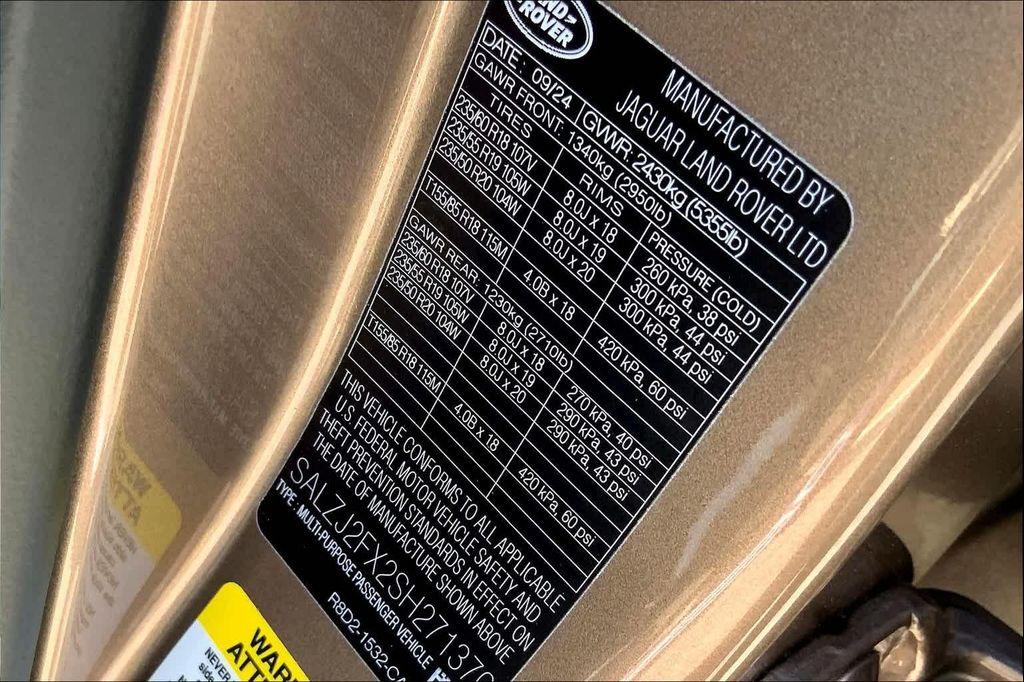 ROVER
MANUFACTURED BY
JAGUAR LAND ROVER LTD
DATE: 09/24 GVWR: 2430kg (5355lb)
GAWR FRONT: 1340kg (2950lb)
TIRES RIMS PRESSURE (COLD)
235/60 R18 107V 8.0J x 18 260 kPa, 38 psi
235/55 R19 105W 8.0J x 19 300 kPa, 44 psi
235/50 R20 104W 8.0J x 20 300 kPa, 44 psi
T155/85 R18 115M 4.0B x 18 420 kPa, 60 psi
GAWR REAR: 1230kg (2710lb)
235/60 R18 107V 8.0J x 18 270 kPa, 40 psi
235/55 R19 105W 8.0J x 19 290 kPa, 43 psi
235/50 R20 104W 8.0J x 20 290 kPa, 43 psi
T155/85 R18 115M 4.0B x 18 420 kPa, 60 psi
THIS VEHICLE CONFORMS TO ALL APPLICABLE
U.S. FEDERAL MOTOR VEHICLE SAFETY AND
THEFT PREVENTION STANDARDS IN EFFECT ON
THE DATE OF MANUFACTURE SHOWN ABOVE
SALZJ2FX2SH27137
TYPE: MULTI-PURPOSE PASSENGER VEHICLE
R8D2-1532-CA
WAR
ATT
NEVER